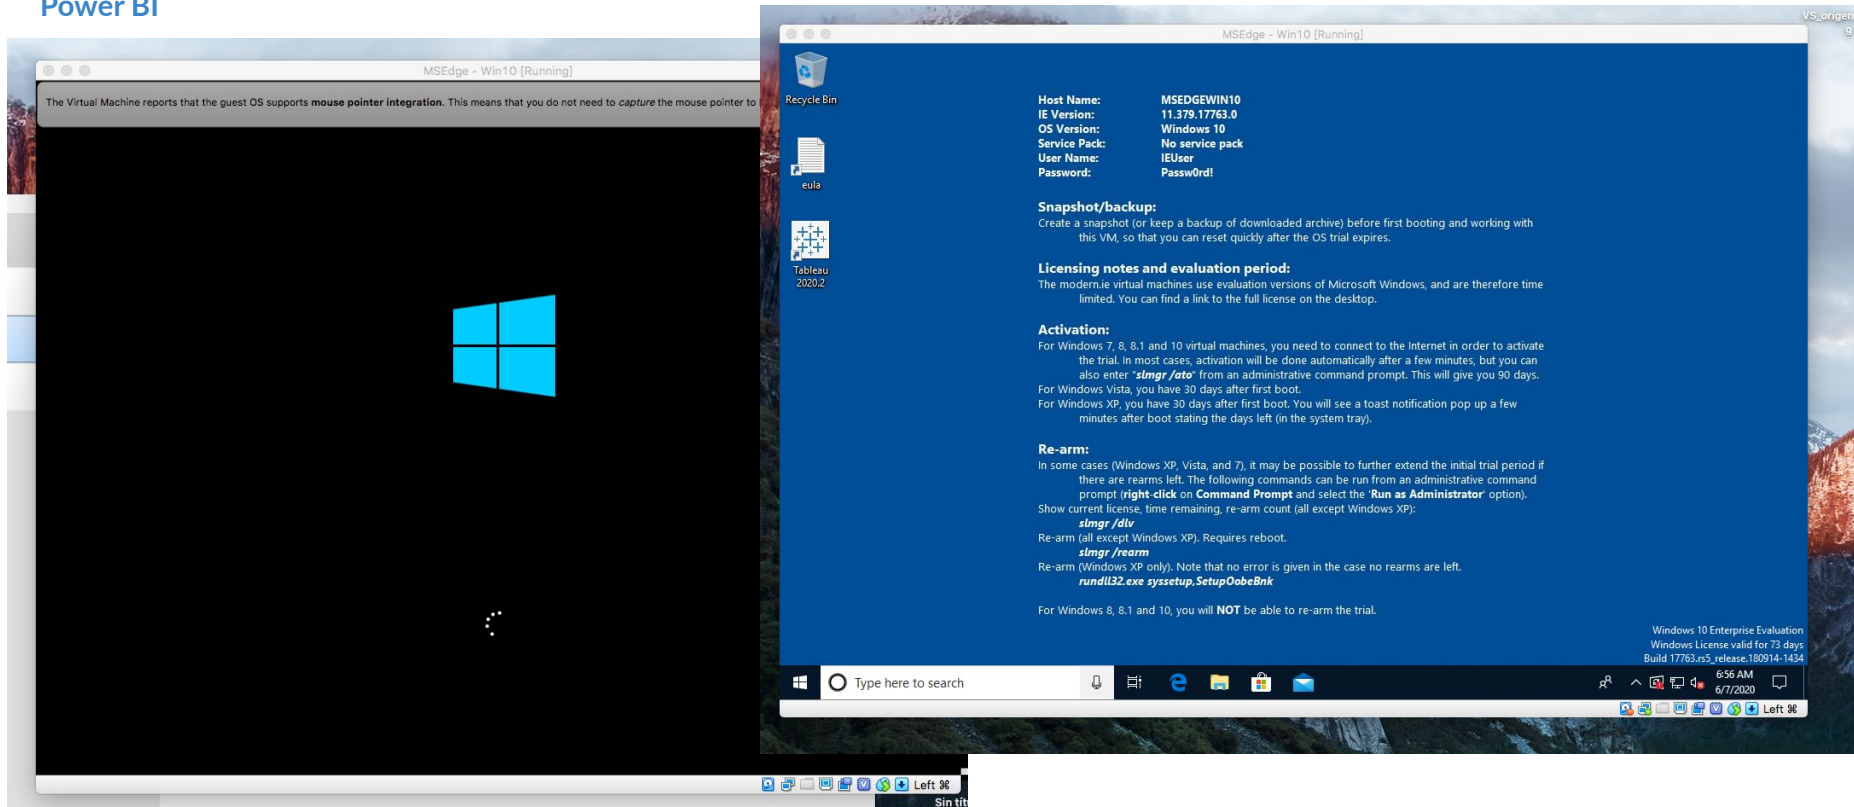 Power BI
MSEdge - Win10 [Running]
The Virtual Machine reports that the guest OS supports mouse pointer integration. This means that you do not need to capture the mouse pointer to
Left ⌘
Sin tít
VS_origen
g
MSEdge - Win10 [Running]
Recycle Bin
eula
Tableau
2020.2
Host Name: MSEDGEWIN10
IE Version: 11.379.17763.0
OS Version: Windows 10
Service Pack: No service pack
User Name: IEUser
Password: Passw0rd!
Snapshot/backup:
Create a snapshot (or keep a backup of downloaded archive) before first booting and working with
this VM, so that you can reset quickly after the OS trial expires.
Licensing notes and evaluation period:
The modern.ie virtual machines use evaluation versions of Microsoft Windows, and are therefore time
limited. You can find a link to the full license on the desktop.
Activation:
For Windows 7, 8, 8.1 and 10 virtual machines, you need to connect to the Internet in order to activate
the trial. In most cases, activation will be done automatically after a few minutes, but you can
also enter "slmgr /ato" from an administrative command prompt. This will give you 90 days.
For Windows Vista, you have 30 days after first boot.
For Windows XP, you have 30 days after first boot. You will see a toast notification pop up a few
minutes after boot stating the days left (in the system tray).
Re-arm:
In some cases (Windows XP, Vista, and 7), it may be possible to further extend the initial trial period if
there are rearms left. The following commands can be run from an administrative command
prompt (right-click on Command Prompt and select the 'Run as Administrator' option).
Show current license, time remaining, re-arm count (all except Windows XP):
slmgr /dlv
Re-arm (all except Windows XP). Requires reboot.
slmgr /rearm
Re-arm (Windows XP only). Note that no error is given in the case no rearms are left.
rundll32.exe syssetup,SetupOobeBnk
For Windows 8, 8.1 and 10, you will NOT be able to re-arm the trial.
Windows 10 Enterprise Evaluation
Windows License valid for 73 days
Build 17763.rs5_release.180914-1434
Type here to search
6:56 AM
6/7/2020
Left ⌘